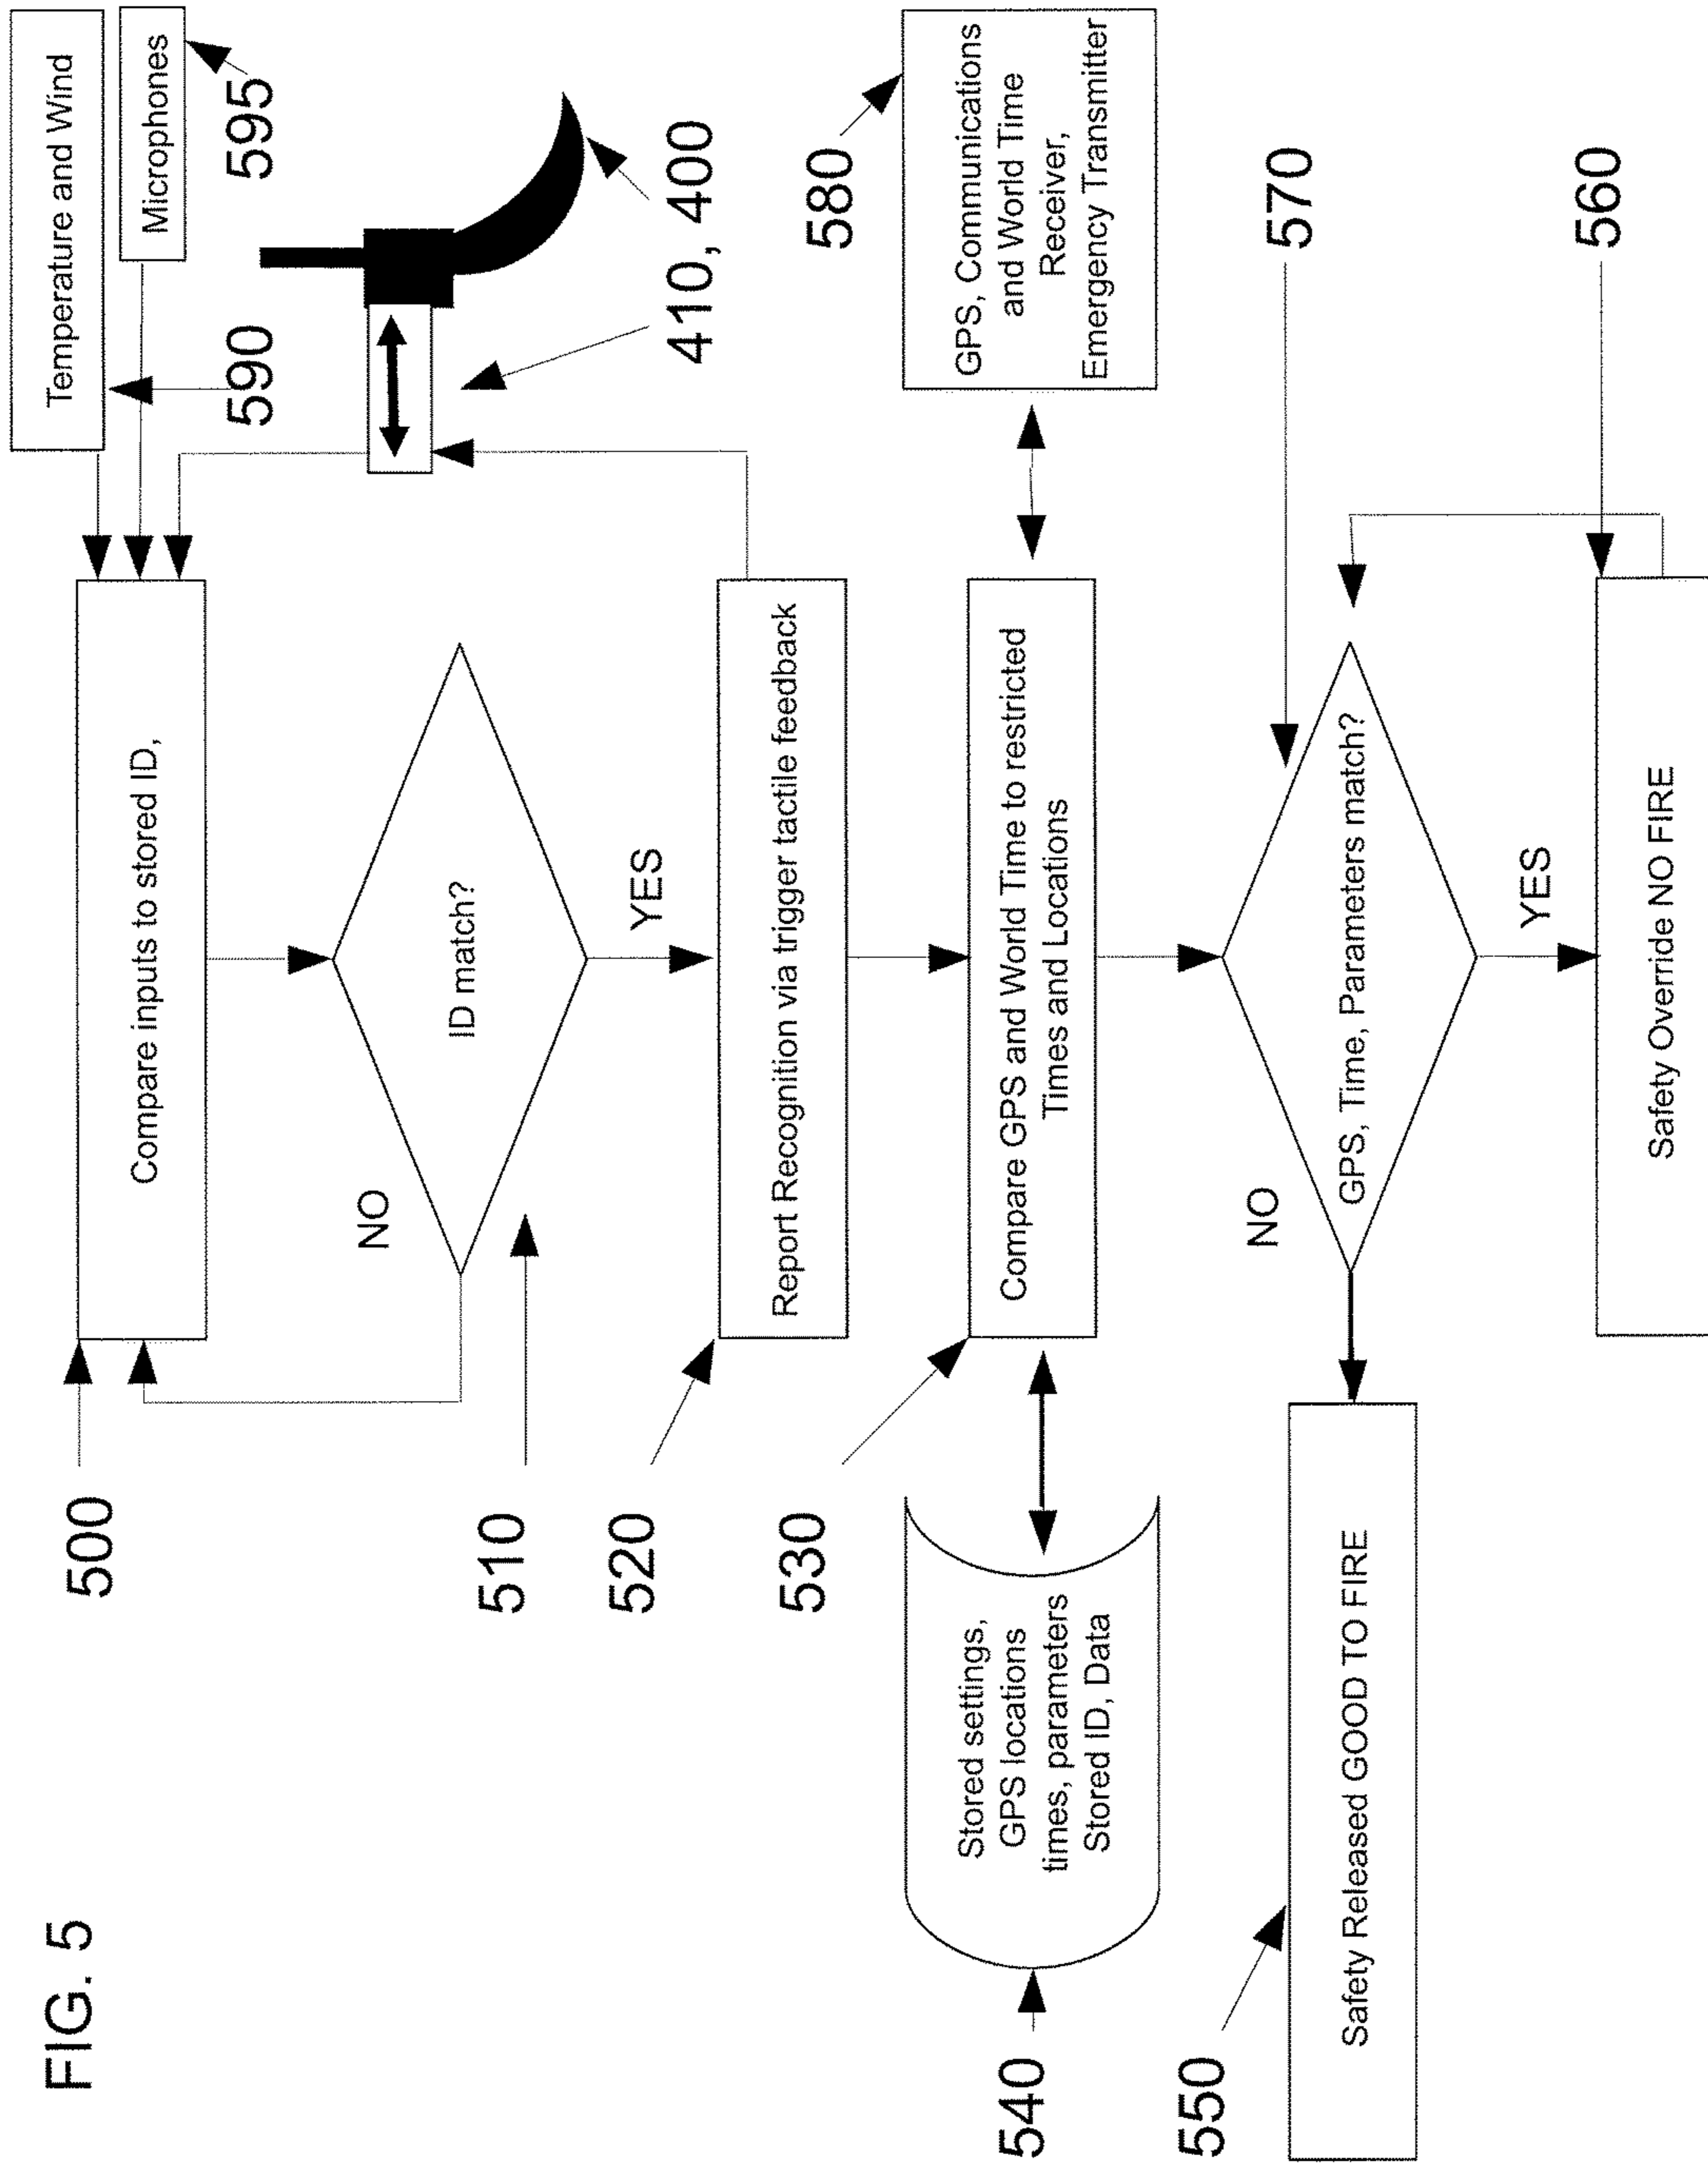 FIG. 5
500
Compare inputs to stored ID,
Temperature and Wind
Microphones
595
590
NO
ID match?
510
YES
410, 400
520
Report Recognition via trigger tactile feedback
530
Compare GPS and World Time to restricted
Times and Locations
580
GPS, Communications
and World Time
Receiver,
Emergency Transmitter
540
Stored settings,
GPS locations
times, parameters
Stored ID, Data
NO
GPS, Time, Parameters match?
570
YES
550
Safety Released GOOD TO FIRE
560
Safety Override NO FIRE